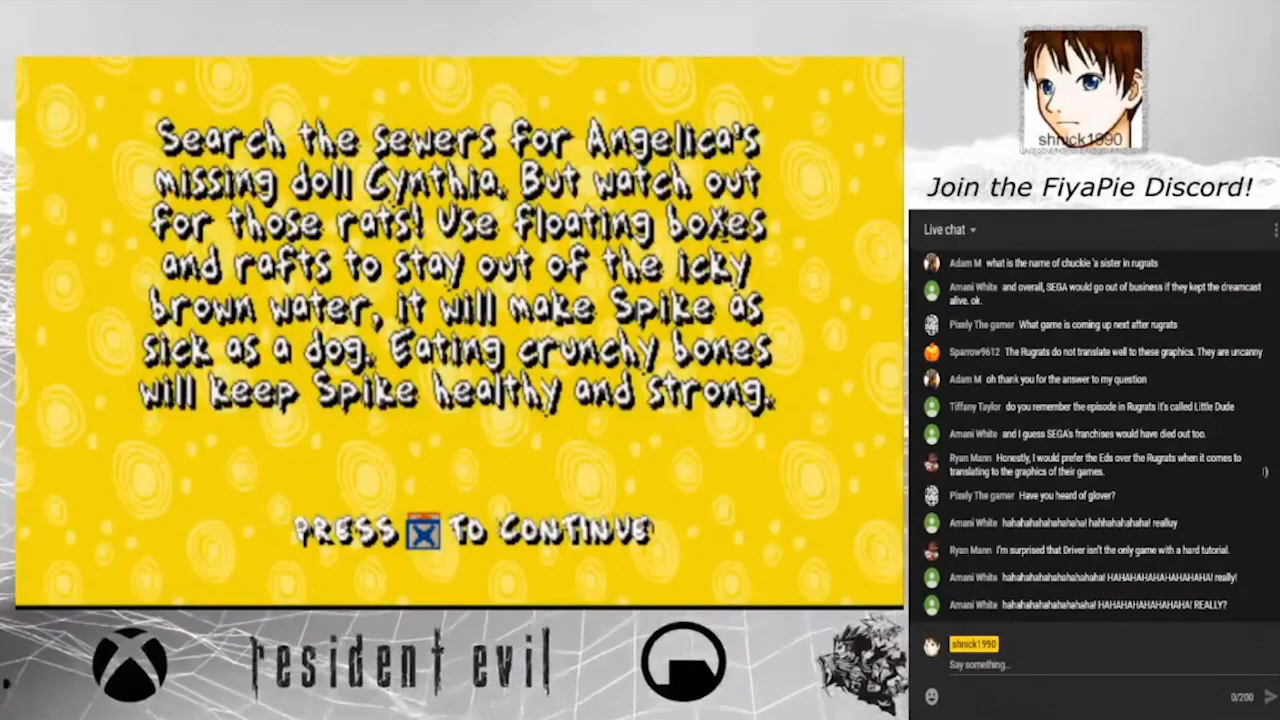 Search the sewers for Angelica's
missing doll Cynthia. But watch out
for those rats! Use floating boxes
and rafts to stay out of the icky
brown water, it will make Spike as
sick as a dog. Eating crunchy bones
will keep Spike healthy and strong.
PRESS TO CONTINUE
resident evil
shnick1990
Join the FiyaPie Discord!
Live chat
Adam M what is the name of chuckie 'a sister in rugrats
Amani White and overall, SEGA would go out of business if they kept the dreamcast
alive. ok.
Pixely The gamer What game is coming up next after rugrats
Sparrow9612 The Rugrats do not translate well to these graphics. They are uncanny
Adam M oh thank you for the answer to my question
Tiffany Taylor do you remember the episode in Rugrats it's called Little Dude
Amani White and I guess SEGA's franchises would have died out too.
Ryan Mann Honestly, I would prefer the Eds over the Rugrats when it comes to
translating to the graphics of their games.
Pixely The gamer Have you heard of glover?
Amani White hahahahahahahaha! hahhahahahaha! realluy
Ryan Mann I'm surprised that Driver isn't the only game with a hard tutorial.
Amani White hahahahahahahahahaha! HAHAHAHAHAHAHAHA! really!
Amani White hahahahahahahahaha! HAHAHAHAHAHAHA! REALLY?
shnick1990
Say something...
0/200